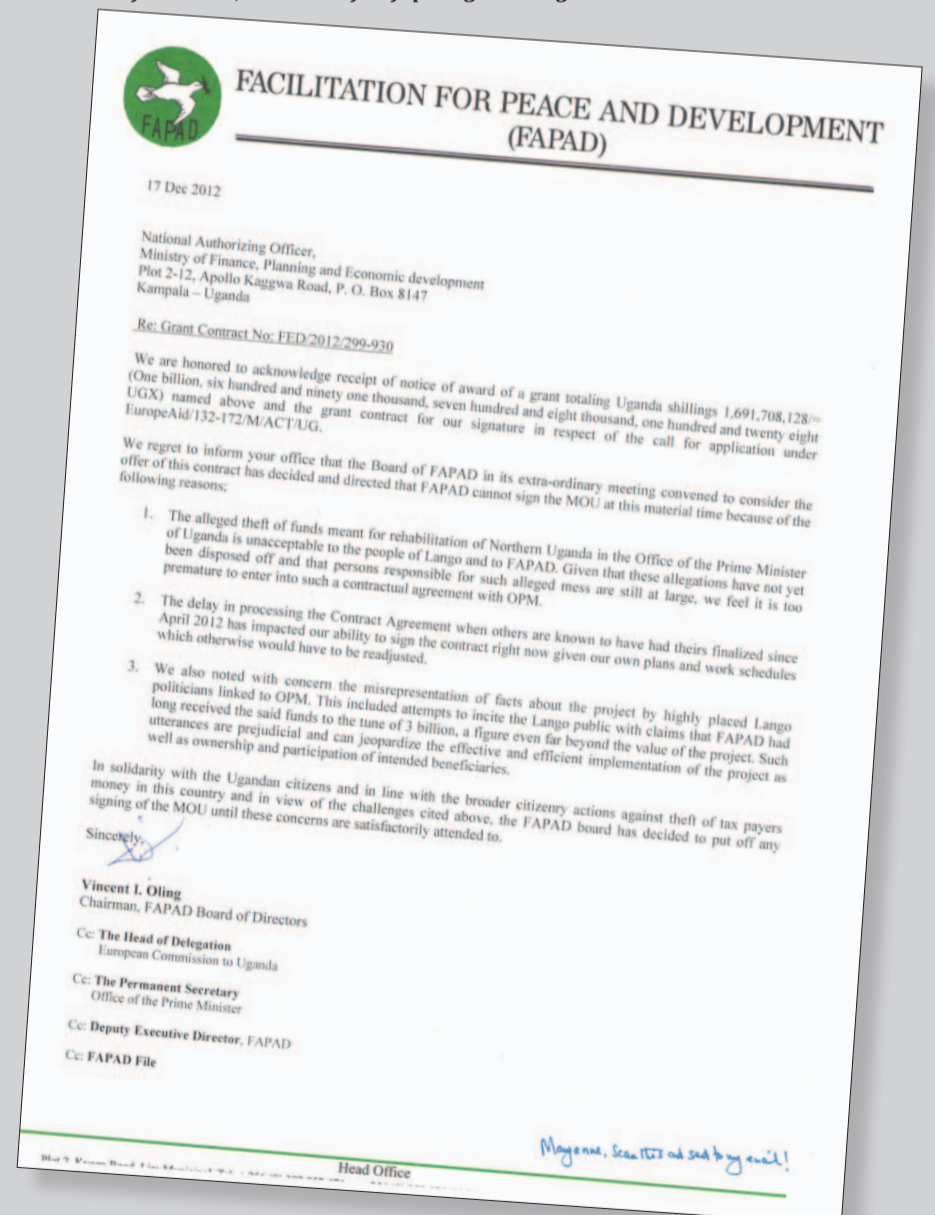 FAPAD
FACILITATION FOR PEACE AND DEVELOPMENT
(FAPAD)
17 Dec 2012
National Authorizing Officer,
Ministry of Finance, Planning and Economic development
Plot 2-12, Apollo Kaggwa Road, P. O. Box 8147
Kampala – Uganda
Re: Grant Contract No: FED/2012/299-930
We are honored to acknowledge receipt of notice of award of a grant totaling Uganda shillings 1,691,708,128/=
(One billion, six hundred and ninety one thousand, seven hundred and eight thousand, one hundred and twenty eight
UGX) named above and the grant contract for our signature in respect of the call for application under
EuropeAid/132-172/M/ACT/UG.
We regret to inform your office that the Board of FAPAD in its extra-ordinary meeting convened to consider the
offer of this contract has decided and directed that FAPAD cannot sign the MOU at this material time because of the
following reasons;
1. The alleged theft of funds meant for rehabilitation of Northern Uganda in the Office of the Prime Minister
of Uganda is unacceptable to the people of Lango and to FAPAD. Given that these allegations have not yet
been disposed off and that persons responsible for such alleged mess are still at large, we feel it is too
premature to enter into such a contractual agreement with OPM.
2. The delay in processing the Contract Agreement when others are known to have had theirs finalized since
April 2012 has impacted our ability to sign the contract right now given our own plans and work schedules
which otherwise would have to be readjusted.
3. We also noted with concern the misrepresentation of facts about the project by highly placed Lango
politicians linked to OPM. This included attempts to incite the Lango public with claims that FAPAD had
long received the said funds to the tune of 3 billion, a figure even far beyond the value of the project. Such
utterances are prejudicial and can jeopardize the effective and efficient implementation of the project as
well as ownership and participation of intended beneficiaries.
In solidarity with the Ugandan citizens and in line with the broader citizenry actions against theft of tax payers
money in this country and in view of the challenges cited above, the FAPAD board has decided to put off any
signing of the MOU until these concerns are satisfactorily attended to.
Sincerely,
Vincent I. Oling
Chairman, FAPAD Board of Directors
Cc: The Head of Delegation
European Commission to Uganda
Cc: The Permanent Secretary
Office of the Prime Minister
Cc: Deputy Executive Director, FAPAD
Cc: FAPAD File
Mayanne, Scan this and send to my email!
Head Office